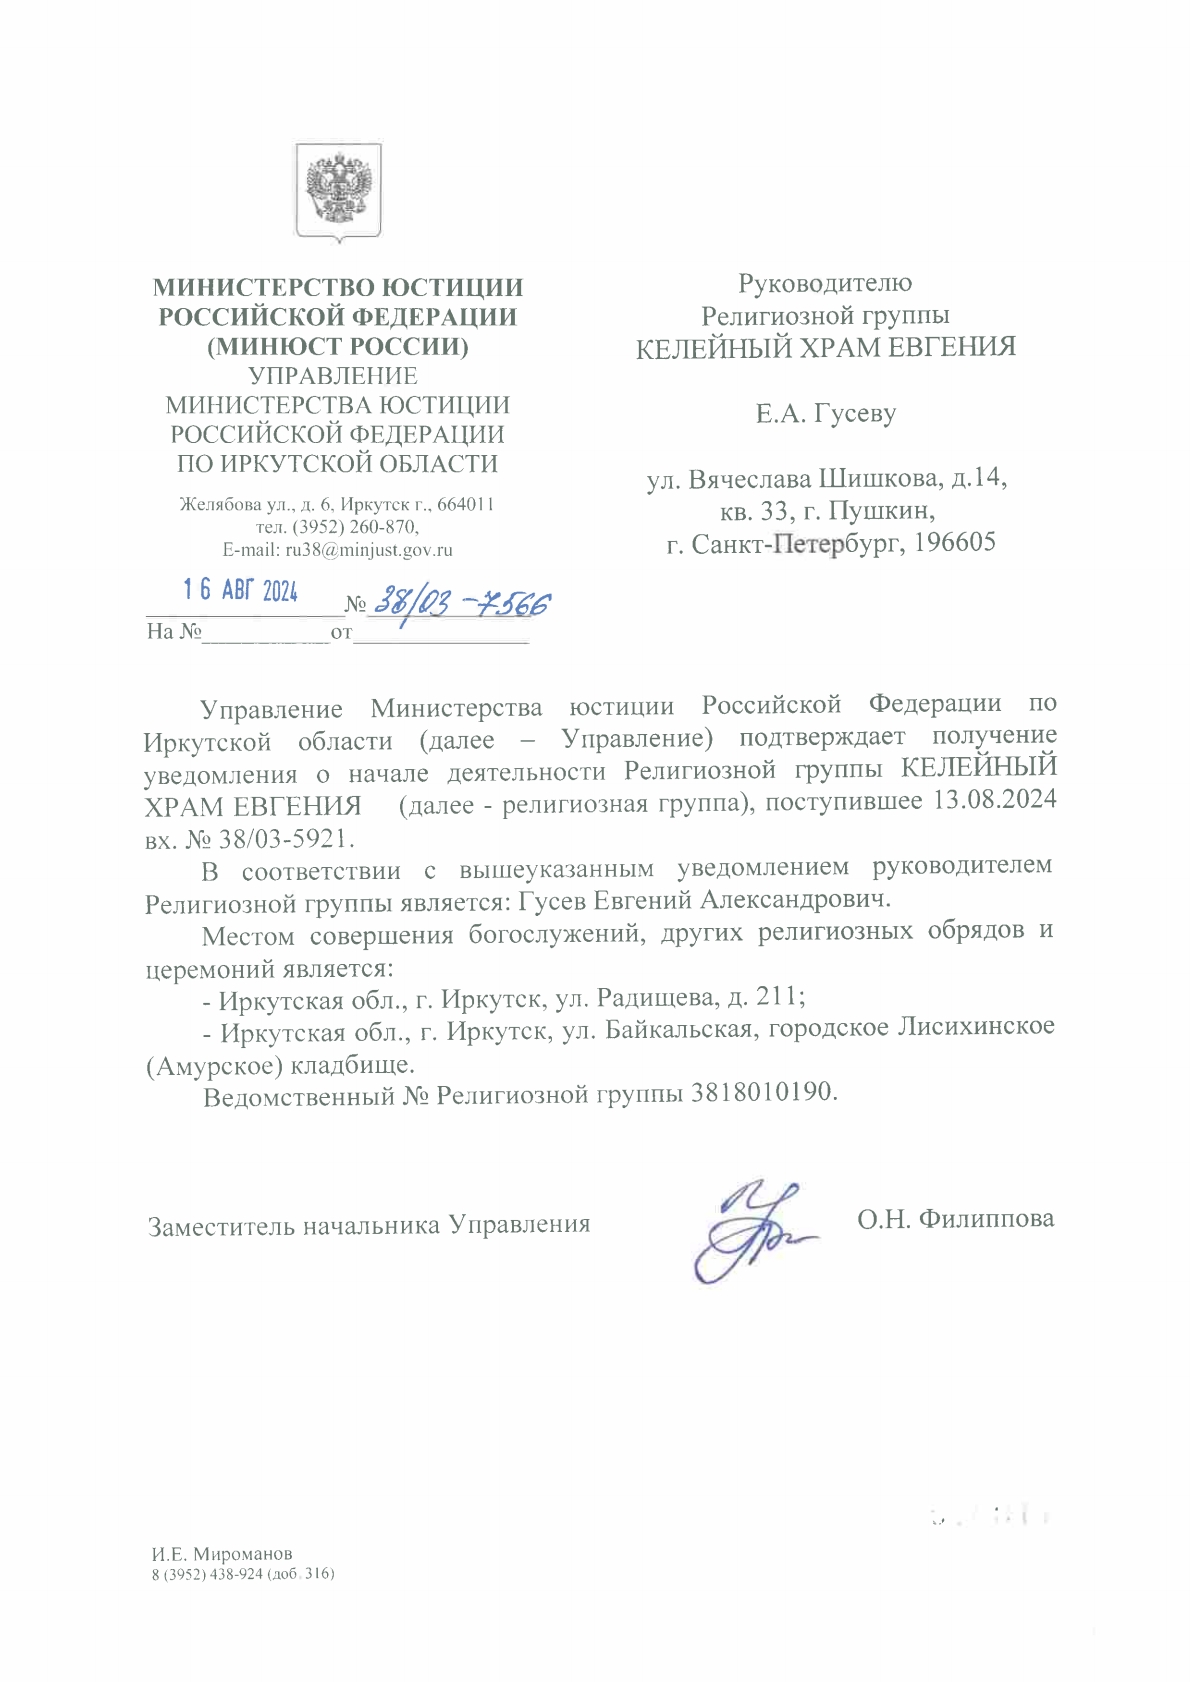 МИНИСТЕРСТВО ЮСТИЦИИ
РОССИЙСКОЙ ФЕДЕРАЦИИ
(МИНЮСТ РОССИИ)
УПРАВЛЕНИЕ
МИНИСТЕРСТВА ЮСТИЦИИ
РОССИЙСКОЙ ФЕДЕРАЦИИ
ПО ИРКУТСКОЙ ОБЛАСТИ
Желябова ул., д. 6, Иркутск г., 664011
тел. (3952) 260-870,
E-mail: ru38@minjust.gov.ru
16 АВГ 2024 № 38/03-7566
На № от
Руководителю
Религиозной группы
КЕЛЕЙНЫЙ ХРАМ ЕВГЕНИЯ
Е.А. Гусеву
ул. Вячеслава Шишкова, д.14,
кв. 33, г. Пушкин,
г. Санкт-Петербург, 196605
Управление Министерства юстиции Российской Федерации по
Иркутской области (далее – Управление) подтверждает получение
уведомления о начале деятельности Религиозной группы КЕЛЕЙНЫЙ
ХРАМ ЕВГЕНИЯ (далее - религиозная группа), поступившее 13.08.2024
вх. № 38/03-5921.
В соответствии с вышеуказанным уведомлением руководителем
Религиозной группы является: Гусев Евгений Александрович.
Местом совершения богослужений, других религиозных обрядов и
церемоний является:
- Иркутская обл., г. Иркутск, ул. Радищева, д. 211;
- Иркутская обл., г. Иркутск, ул. Байкальская, городское Лисихинское
(Амурское) кладбище.
Ведомственный № Религиозной группы 3818010190.
Заместитель начальника Управления О.Н. Филиппова
И.Е. Мироманов
8 (3952) 438-924 (доб. 316)